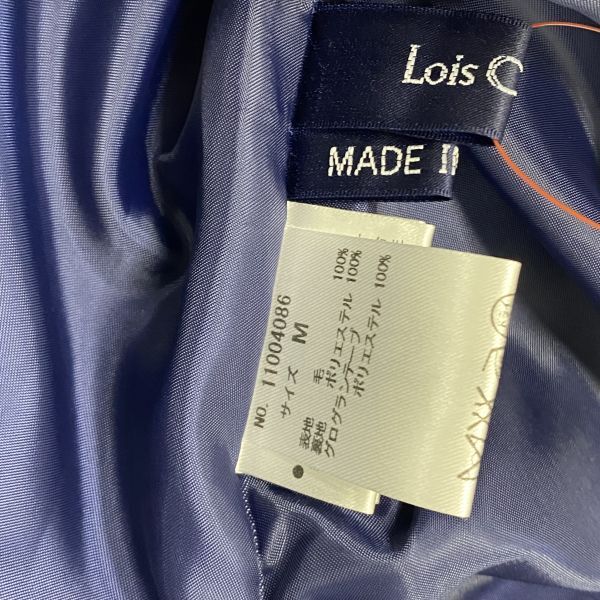 Lois C
MADE I
NO. 11004086
サイズ M
表地 毛 100%
裏地 ポリエステル 100%
グログランテープ
ポリエステル 100%